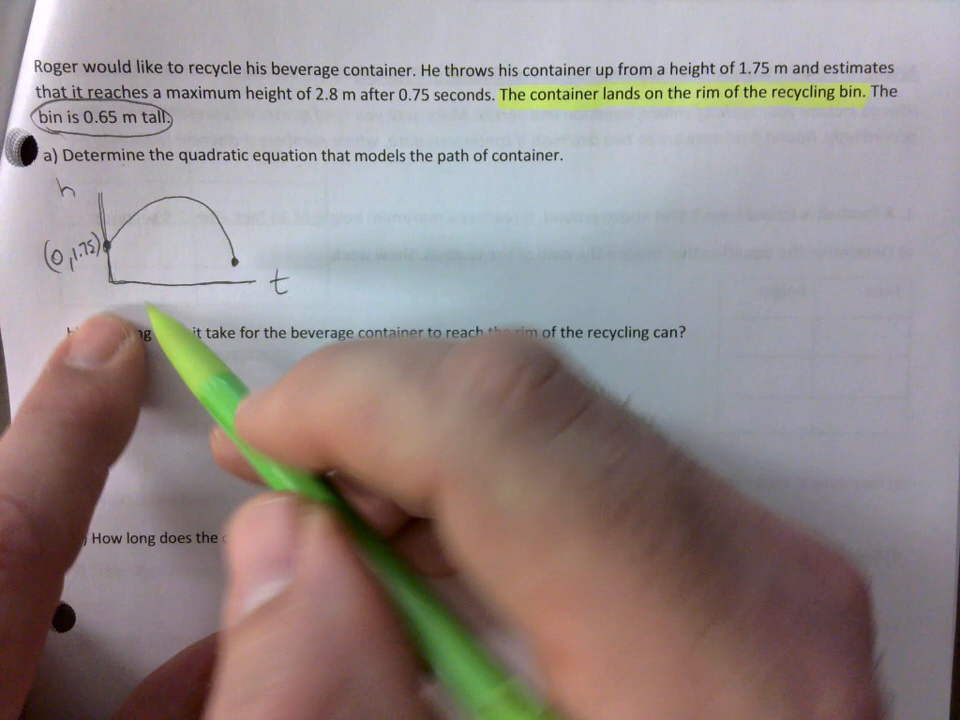 Roger would like to recycle his beverage container. He throws his container up from a height of 1.75 m and estimates
that it reaches a maximum height of 2.8 m after 0.75 seconds. The container lands on the rim of the recycling bin. The
bin is 0.65 m tall.
a) Determine the quadratic equation that models the path of container.
h
(0,1.75)
t
it take for the beverage container to reach the rim of the recycling can?
) How long does the